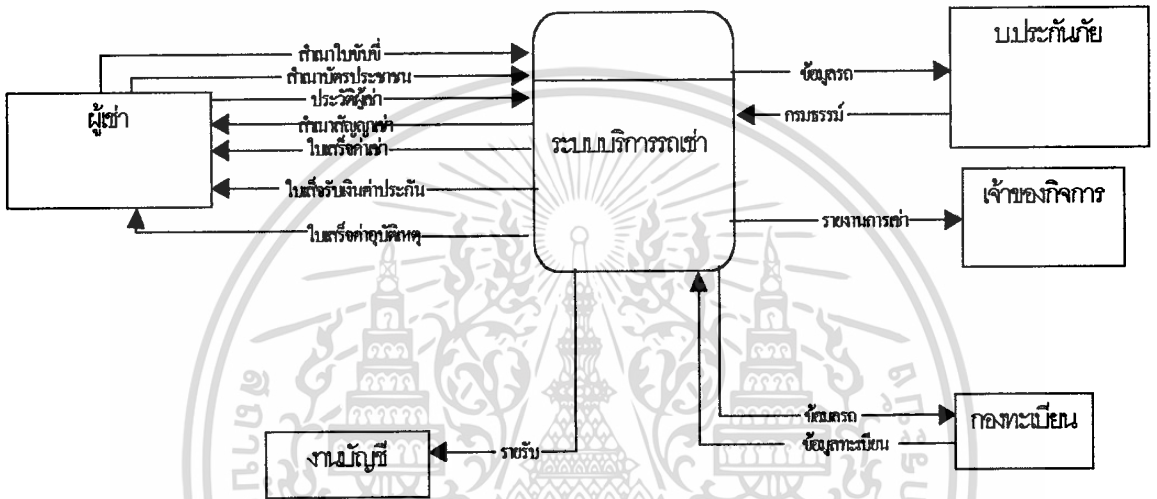 สำเนาใบขับขี่
สำเนาบัตรประชาชน
ประวัติผู้เช่า
สำเนาสัญญาเช่า
ใบเสร็จค่าเช่า
ใบเสร็จรับเงินค่าประกัน
ใบเสร็จค่าอุบัติเหตุ
ผู้เช่า
ระบบบริการรถเช่า
บ.ประกันภัย
ข้อมูลรถ
กรมธรรม์
เจ้าของกิจการ
รายงานการเช่า
ข้อมูลรถ
ข้อมูลทะเบียน
กองทะเบียน
งานบัญชี
รายรับ